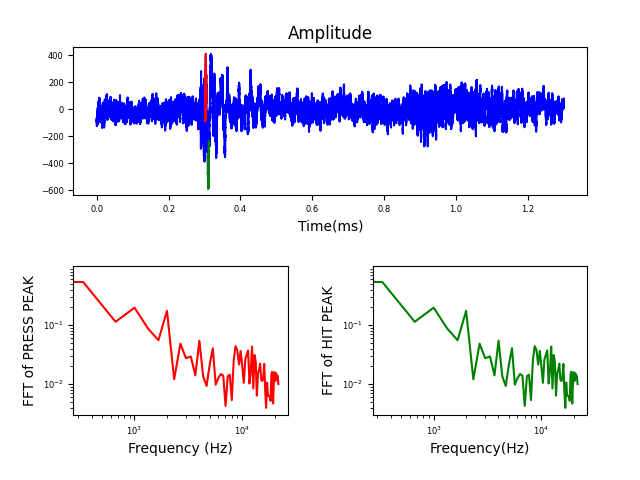 Amplitude
400
200
0
−200
−400
−600
0.0 0.2 0.4 0.6 0.8 1.0 1.2
Time(ms)
FFT of PRESS PEAK
10⁻¹
10⁻²
10³ 10⁴
Frequency (Hz)
FFT of HIT PEAK
10⁻¹
10⁻²
10³ 10⁴
Frequency(Hz)